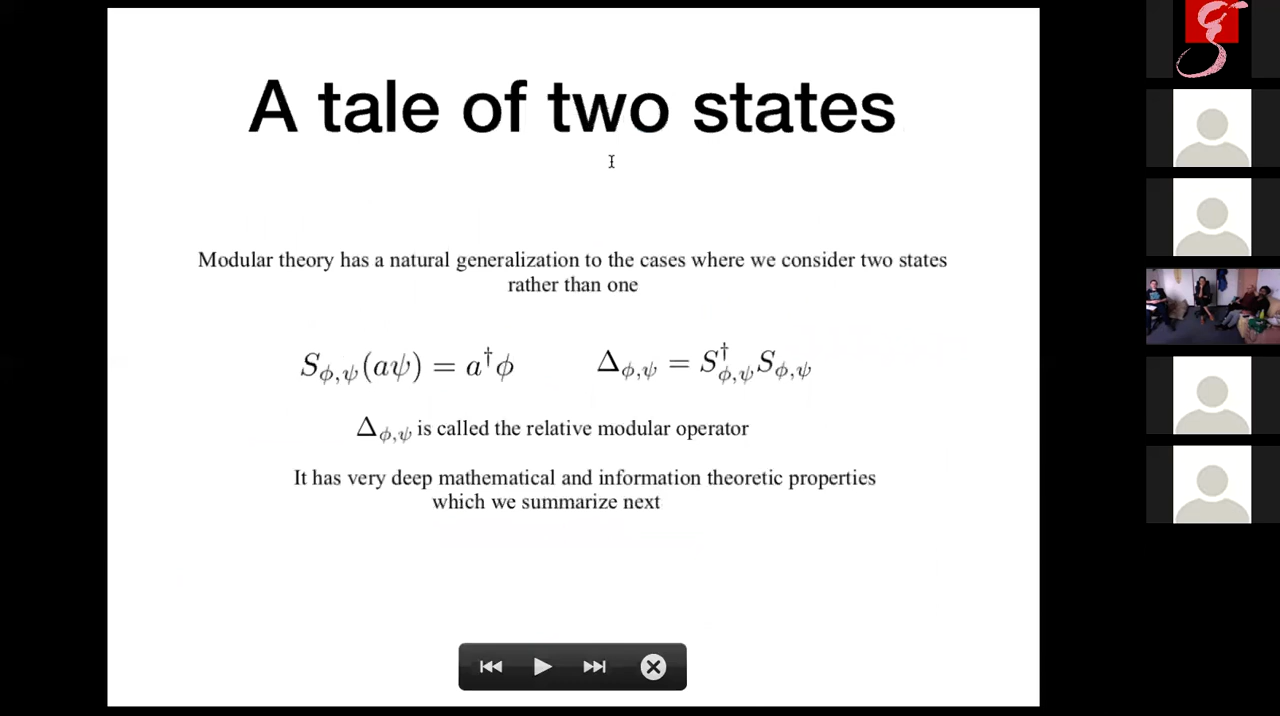 A tale of two states
Modular theory has a natural generalization to the cases where we consider two states
rather than one
S_{ϕ,ψ}(aψ) = a†ϕ    Δ_{ϕ,ψ} = S†_{ϕ,ψ}S_{ϕ,ψ}
Δ_{ϕ,ψ} is called the relative modular operator
It has very deep mathematical and information theoretic properties
which we summarize next